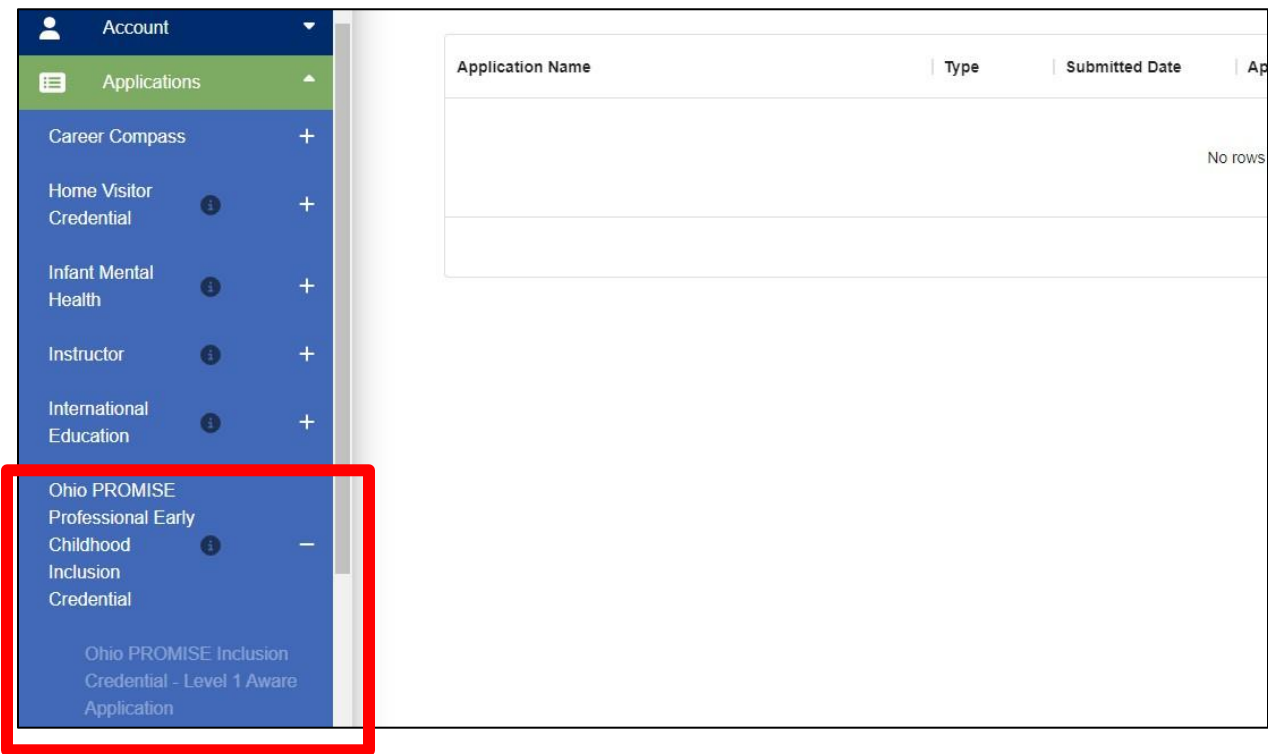 Account
Applications
Career Compass
Home Visitor
Credential
Infant Mental
Health
Instructor
International
Education
Ohio PROMISE
Professional Early
Childhood
Inclusion
Credential
Ohio PROMISE Inclusion
Credential - Level 1 Aware
Application
Application Name Type Submitted Date
No rows